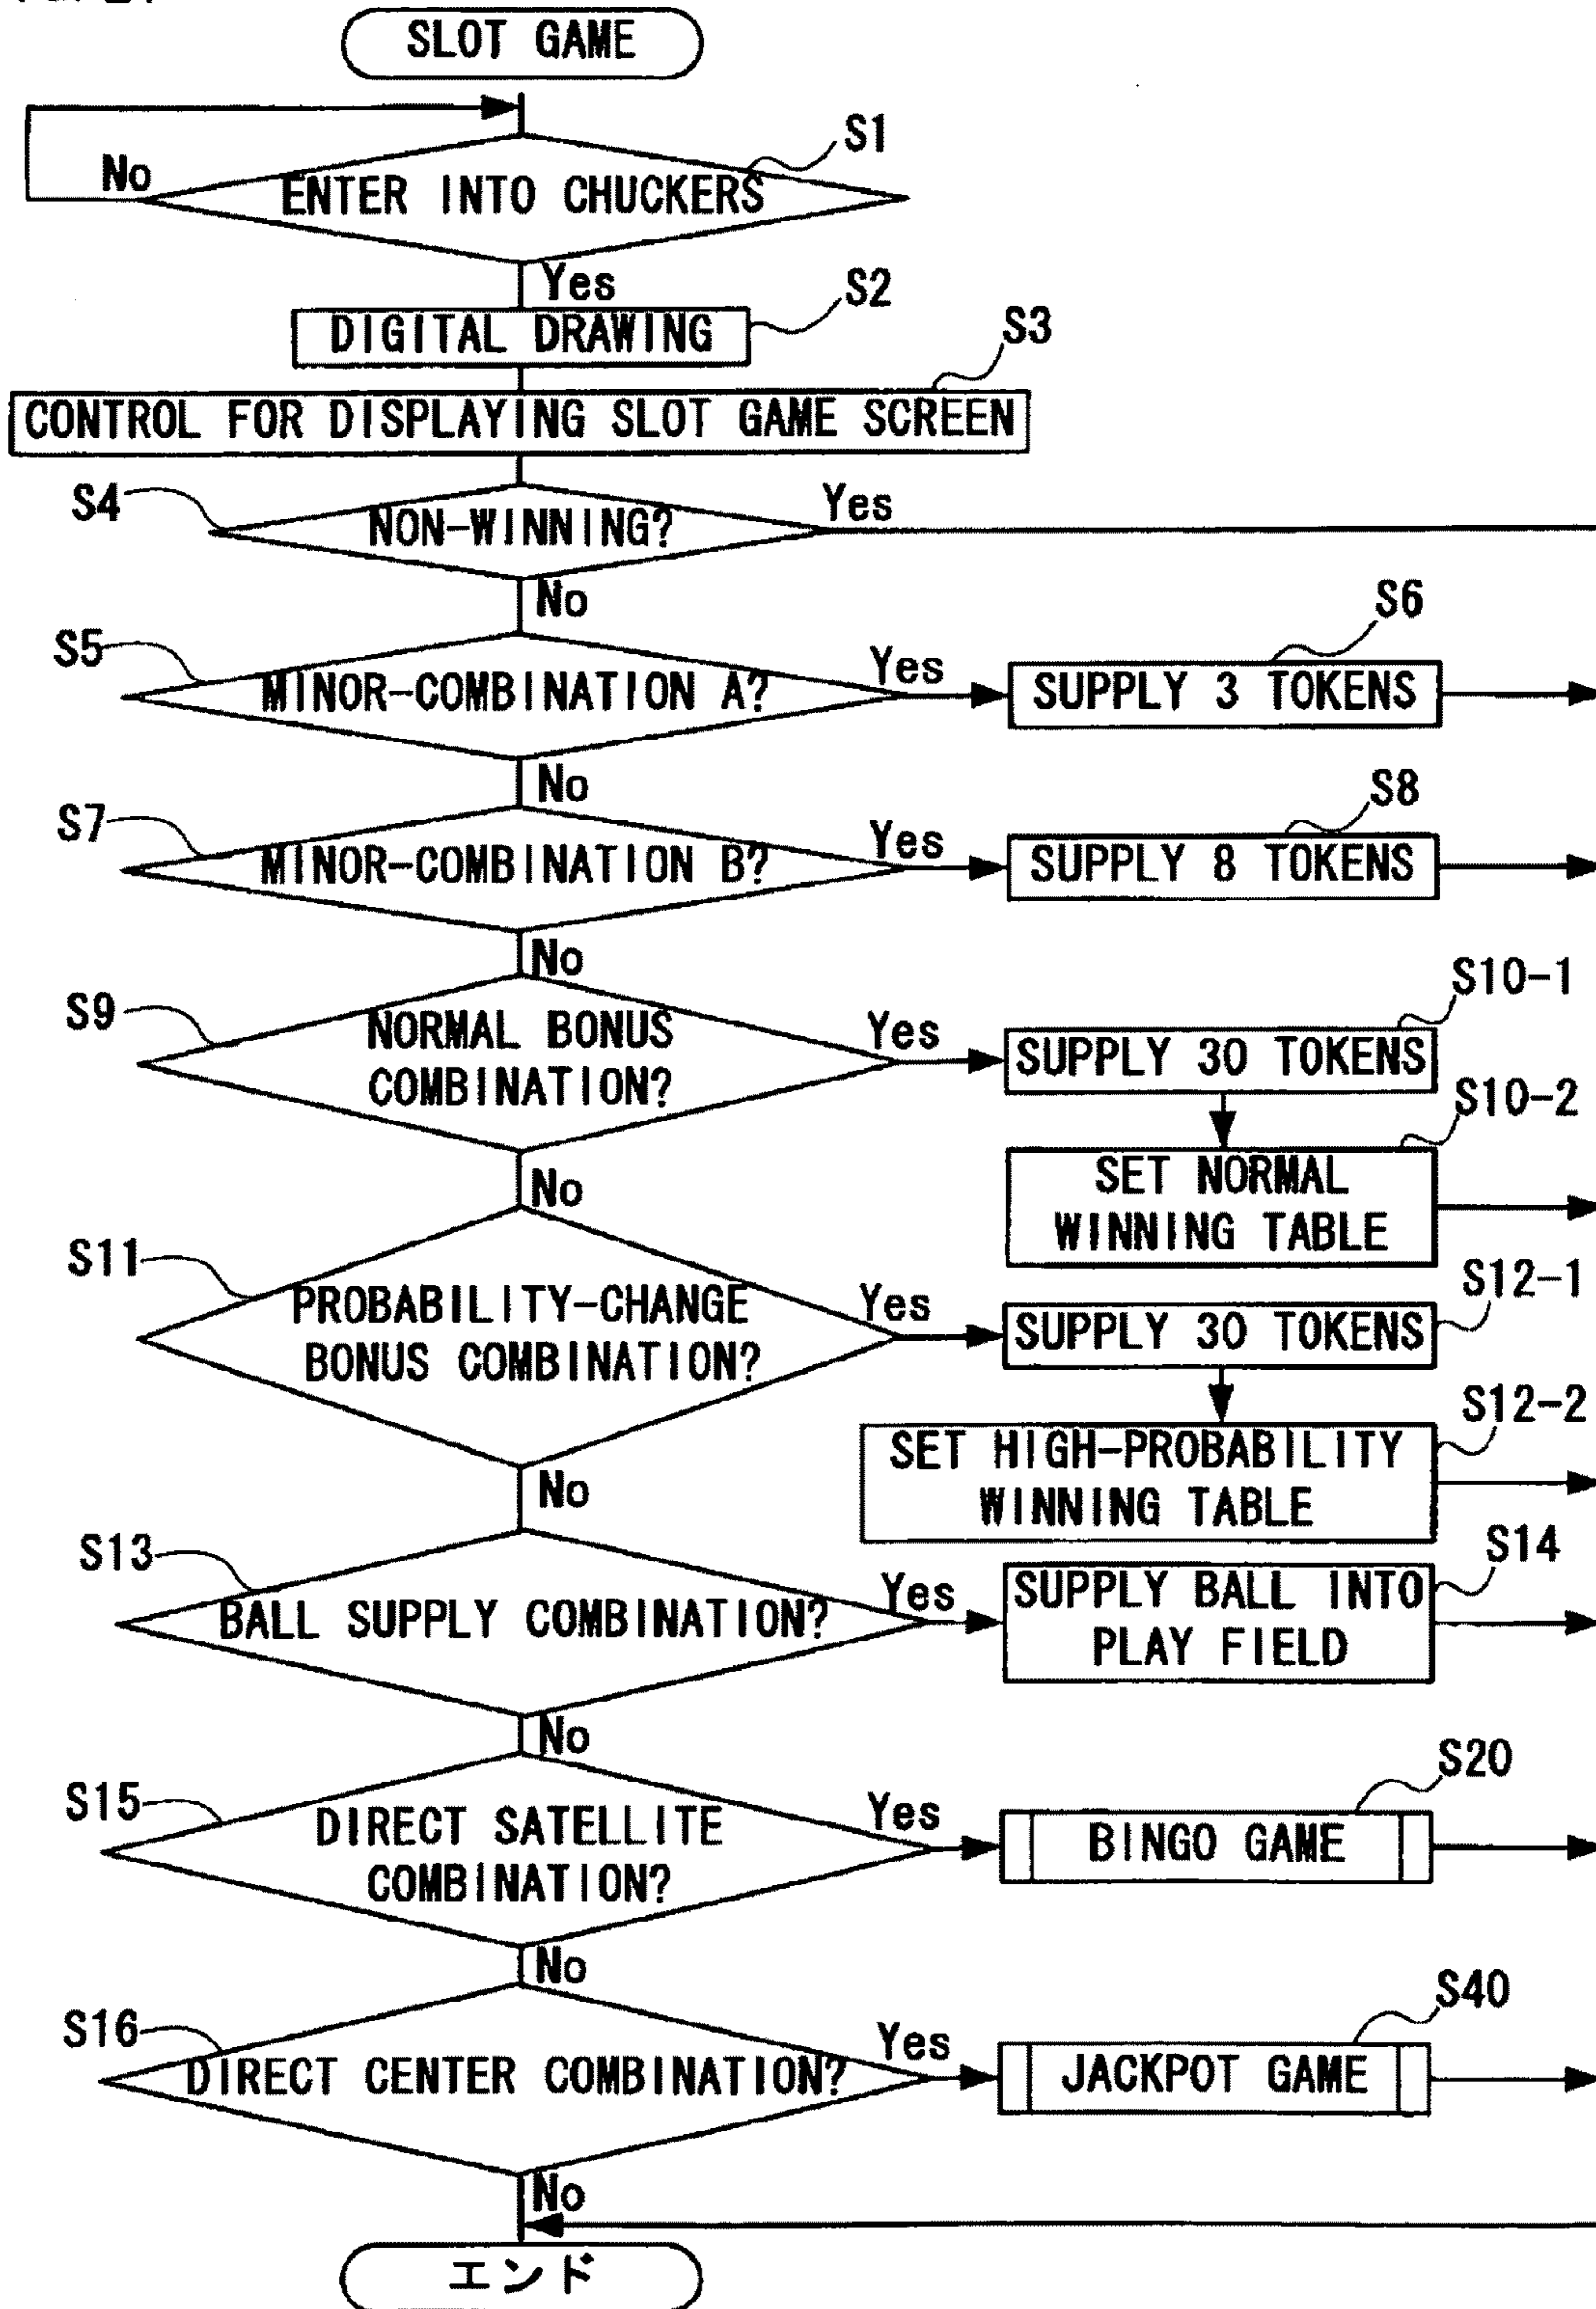 SLOT GAME
S1
No
ENTER INTO CHUCKERS
Yes
S2
DIGITAL DRAWING
S3
CONTROL FOR DISPLAYING SLOT GAME SCREEN
S4
Yes
NON-WINNING?
No
S6
S5
Yes
MINOR-COMBINATION A?
SUPPLY 3 TOKENS
No
S8
S7
Yes
MINOR-COMBINATION B?
SUPPLY 8 TOKENS
No
S10-1
S9
NORMAL BONUS
COMBINATION?
Yes
SUPPLY 30 TOKENS
S10-2
SET NORMAL
WINNING TABLE
No
S11
S12-1
PROBABILITY-CHANGE
BONUS COMBINATION?
Yes
SUPPLY 30 TOKENS
S12-2
SET HIGH-PROBABILITY
WINNING TABLE
No
S13
S14
Yes
BALL SUPPLY COMBINATION?
SUPPLY BALL INTO
PLAY FIELD
No
S20
S15
Yes
DIRECT SATELLITE
COMBINATION?
BINGO GAME
No
S40
S16
Yes
DIRECT CENTER COMBINATION?
JACKPOT GAME
No
エンド